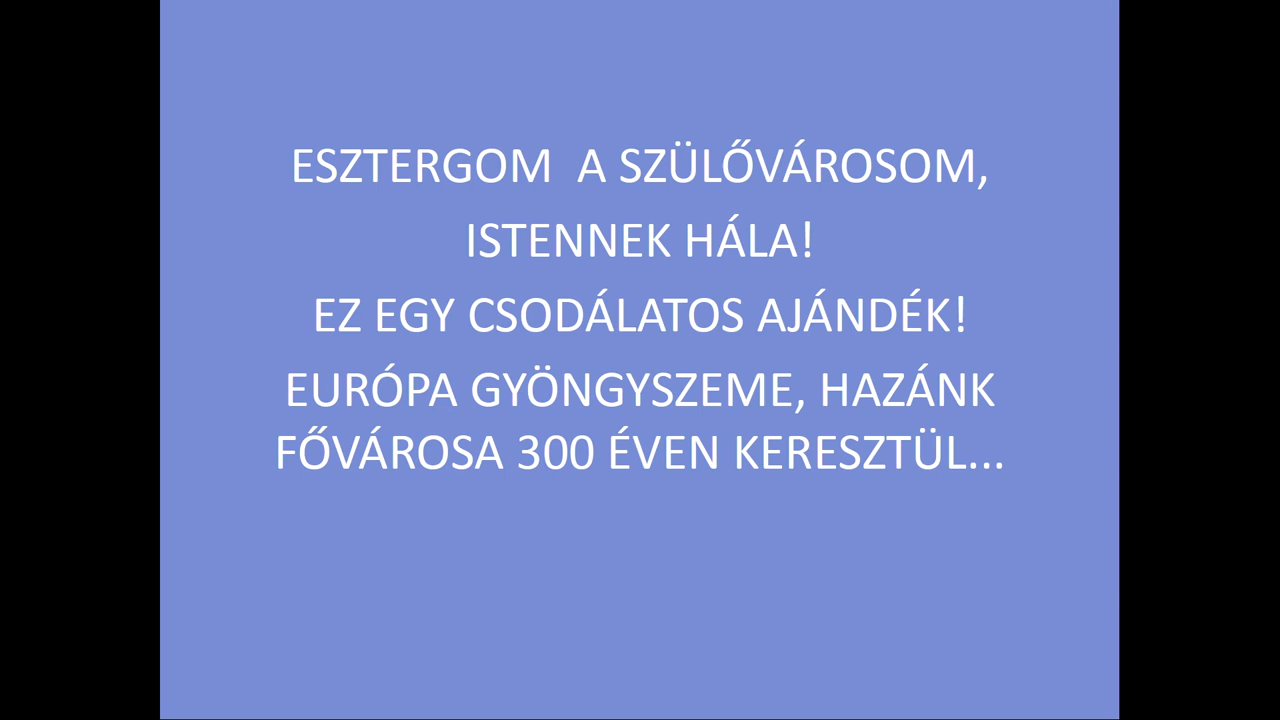 ESZTERGOM  A SZÜLŐVÁROSOM,
ISTENNEK HÁLA!
EZ EGY CSODÁLATOS AJÁNDÉK!
EURÓPA GYÖNGYSZEME, HAZÁNK
FŐVÁROSA 300 ÉVEN KERESZTÜL...